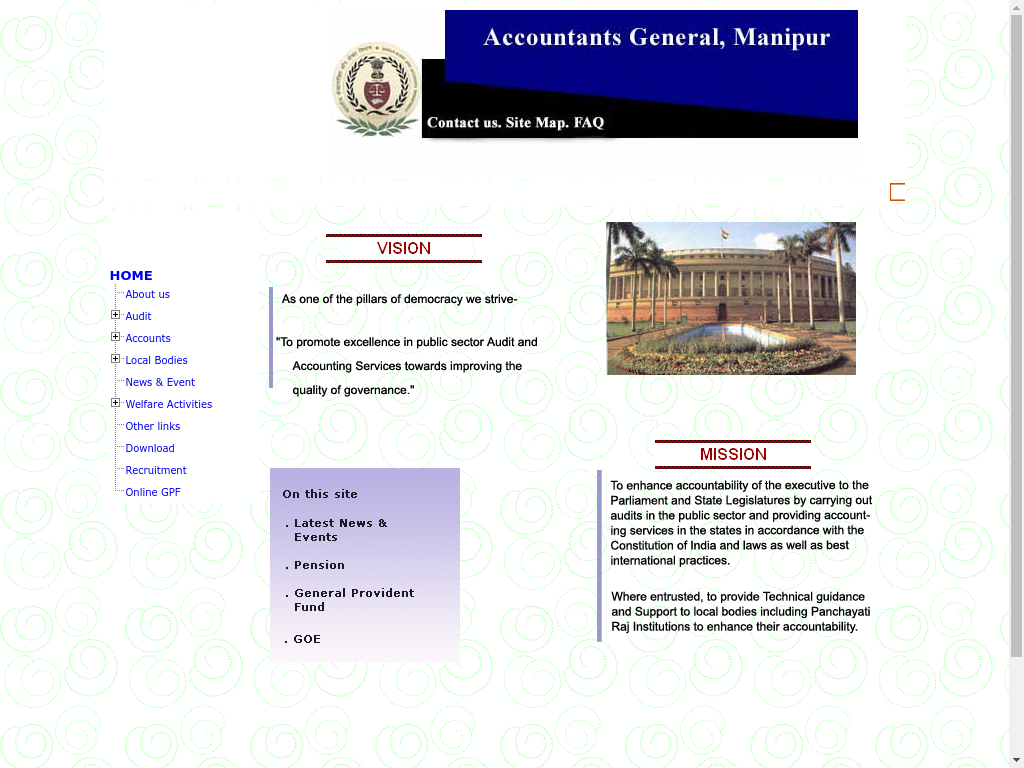 Accountants General, Manipur
Contact us. Site Map. FAQ
HOME
About us
Audit
Accounts
Local Bodies
News & Event
Welfare Activities
Other links
Download
Recruitment
Online GPF
VISION
As one of the pillars of democracy we strive-
"To promote excellence in public sector Audit and
Accounting Services towards improving the
quality of governance."
On this site
. Latest News &
Events
. Pension
. General Provident
Fund
. GOE
MISSION
To enhance accountability of the executive to the
Parliament and State Legislatures by carrying out
audits in the public sector and providing account-
ing services in the states in accordance with the
Constitution of India and laws as well as best
international practices.
Where entrusted, to provide Technical guidance
and Support to local bodies including Panchayati
Raj Institutions to enhance their accountability.